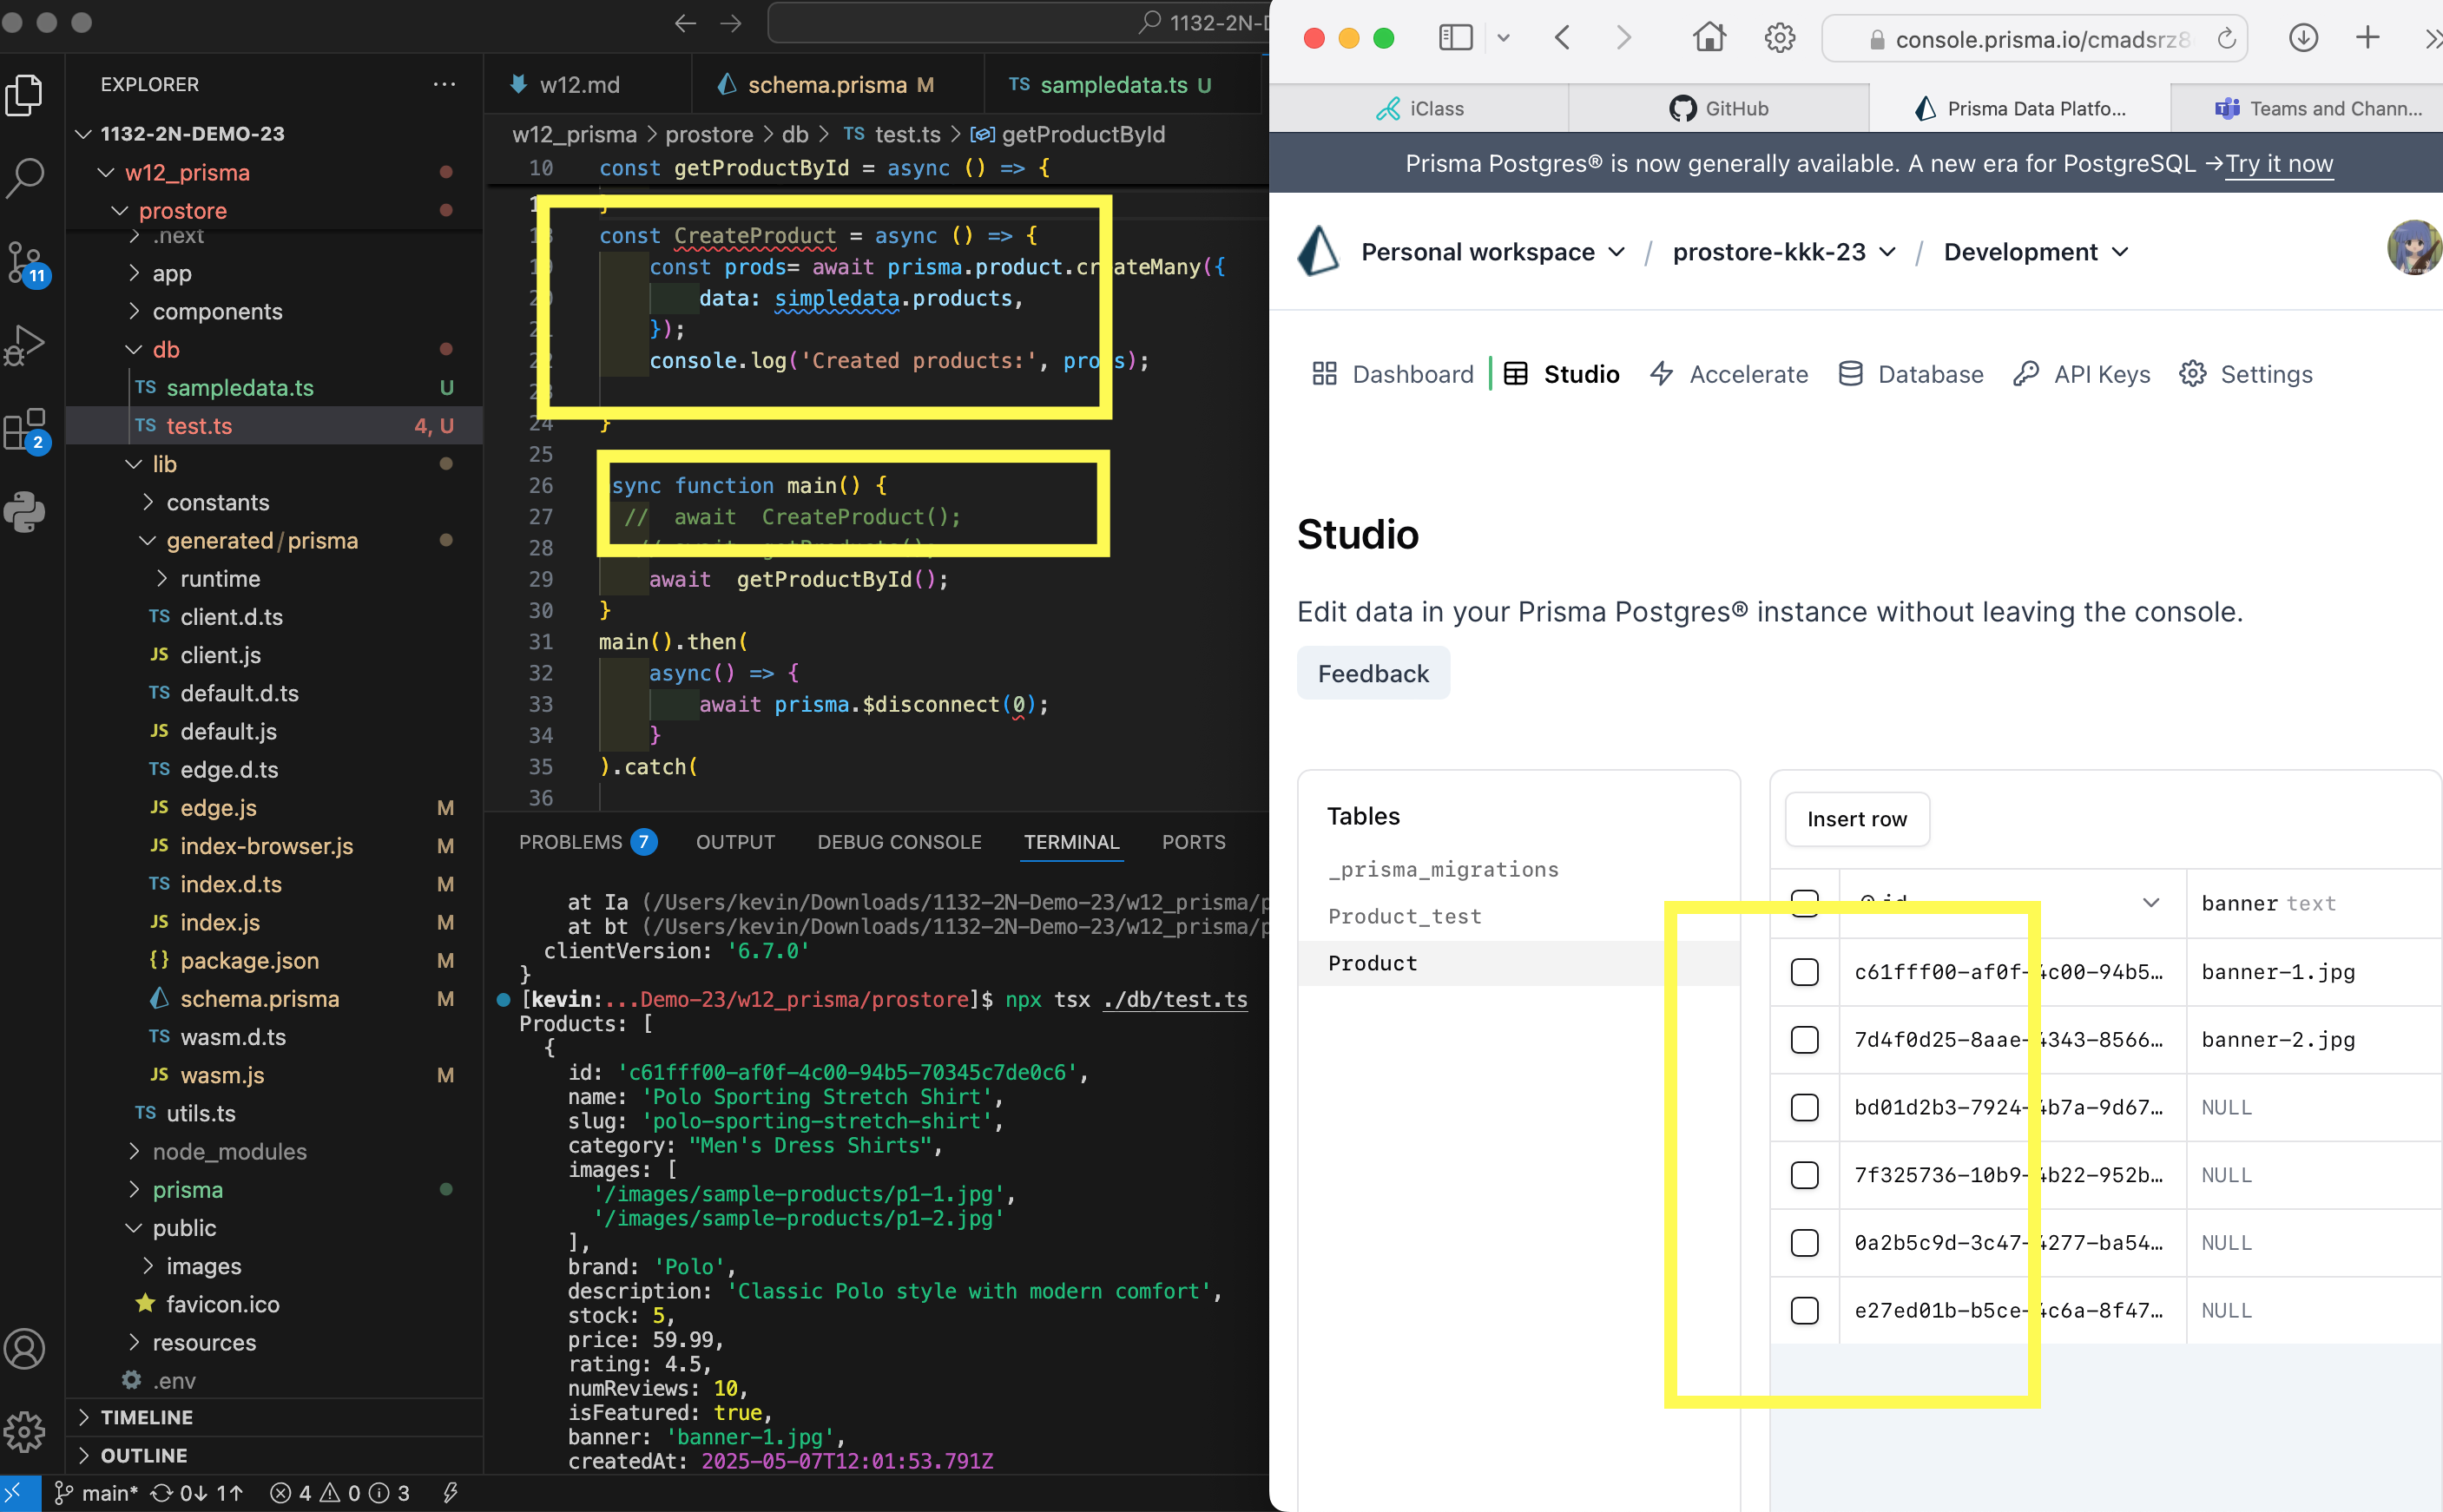 1132-2N-D
EXPLORER
1132-2N-DEMO-23
w12_prisma
prostore
.next
app
components
db
TS sampledata.ts U
TS test.ts 4, U
lib
constants
generated/prisma
runtime
TS client.d.ts
JS client.js
TS default.d.ts
JS default.js
TS edge.d.ts
JS edge.js M
JS index-browser.js M
TS index.d.ts M
JS index.js M
{} package.json M
schema.prisma M
TS wasm.d.ts
JS wasm.js M
TS utils.ts
node_modules
prisma
public
images
favicon.ico
resources
.env
TIMELINE
OUTLINE
11
2
main* 0↓ 1↑ 4 0 3
w12.md
schema.prisma M
TS sampledata.ts U
w12_prisma > prostore > db > TS test.ts > getProductById
10 const getProductById = async () => {
}
const CreateProduct = async () => {
const prods= await prisma.product.createMany({
data: simpledata.products,
});
console.log('Created products:', prods);
24 }
25
26 sync function main() {
27 // await CreateProduct();
28
29 await getProductById();
30 }
31 main().then(
32 async() => {
33 await prisma.$disconnect(0);
34 }
35 ).catch(
36
PROBLEMS 7 OUTPUT DEBUG CONSOLE TERMINAL PORTS
at Ia (/Users/kevin/Downloads/1132-2N-Demo-23/w12_prisma/p
at bt (/Users/kevin/Downloads/1132-2N-Demo-23/w12_prisma/p
clientVersion: '6.7.0'
}
[kevin:...Demo-23/w12_prisma/prostore]$ npx tsx ./db/test.ts
Products: [
{
id: 'c61fff00-af0f-4c00-94b5-70345c7de0c6',
name: 'Polo Sporting Stretch Shirt',
slug: 'polo-sporting-stretch-shirt',
category: "Men's Dress Shirts",
images: [
'/images/sample-products/p1-1.jpg',
'/images/sample-products/p1-2.jpg'
],
brand: 'Polo',
description: 'Classic Polo style with modern comfort',
stock: 5,
price: 59.99,
rating: 4.5,
numReviews: 10,
isFeatured: true,
banner: 'banner-1.jpg',
createdAt: 2025-05-07T12:01:53.791Z
console.prisma.io/cmadsrz8
iClass
GitHub
Prisma Data Platfo...
Teams and Chann...
Prisma Postgres® is now generally available. A new era for PostgreSQL →Try it now
Personal workspace / prostore-kkk-23 / Development
Dashboard Studio Accelerate Database API Keys Settings
Studio
Edit data in your Prisma Postgres® instance without leaving the console.
Feedback
Tables
_prisma_migrations
Product_test
Product
Insert row
id banner text
c61fff00-af0f-4c00-94b5… banner-1.jpg
7d4f0d25-8aae-4343-8566… banner-2.jpg
bd01d2b3-7924-4b7a-9d67… NULL
7f325736-10b9-4b22-952b… NULL
0a2b5c9d-3c47-4277-ba54… NULL
e27ed01b-b5ce-4c6a-8f47… NULL